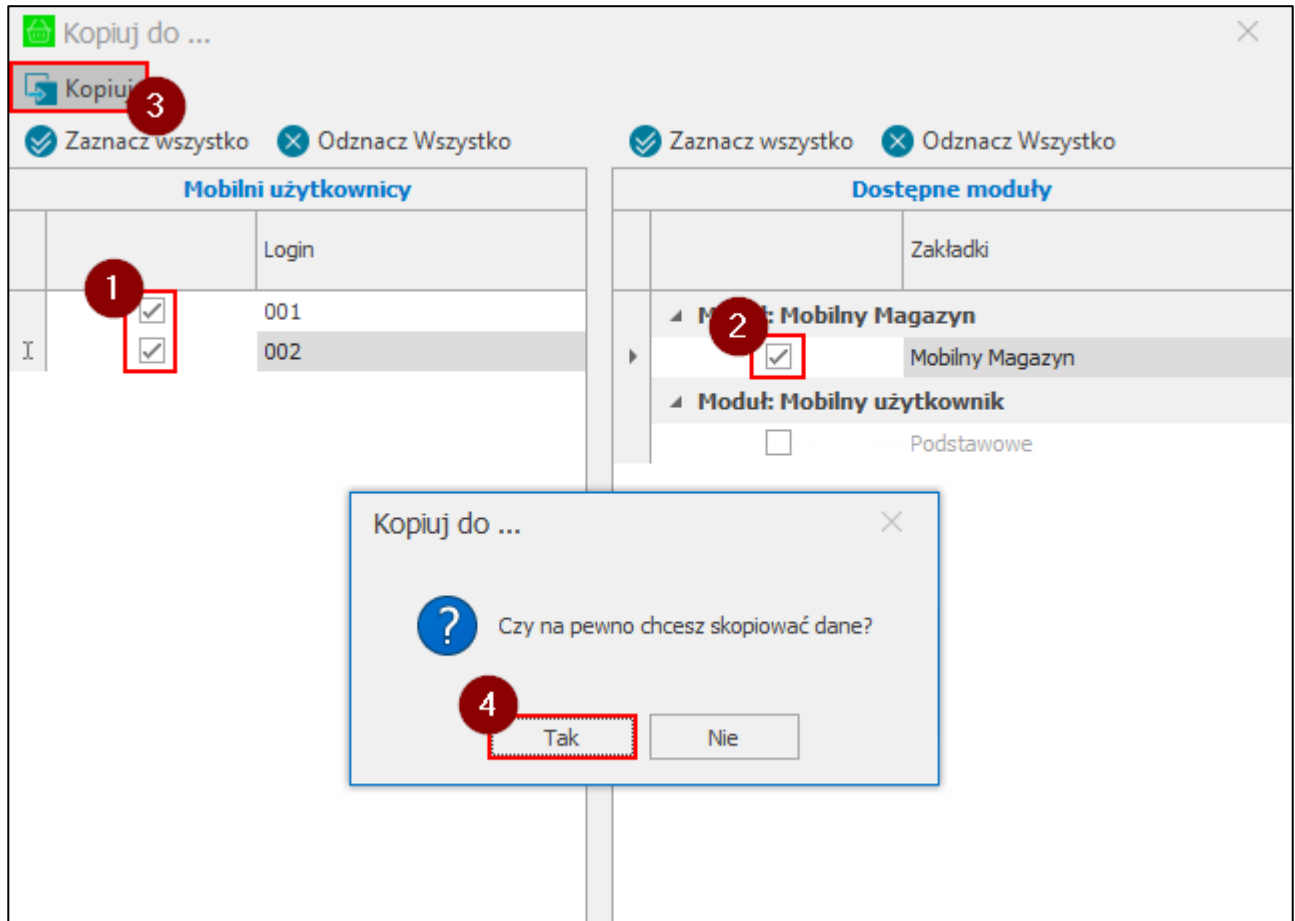 Kopiuj do ...
Kopiuj
3
Zaznacz wszystko Odznacz Wszystko
Zaznacz wszystko Odznacz Wszystko
Mobilni użytkownicy
Dostępne moduły
Login
Zakładki
1
001
002
Mobilny Magazyn
2
Mobilny Magazyn
Moduł: Mobilny użytkownik
Podstawowe
Kopiuj do ...
Czy na pewno chcesz skopiować dane?
4
Tak
Nie